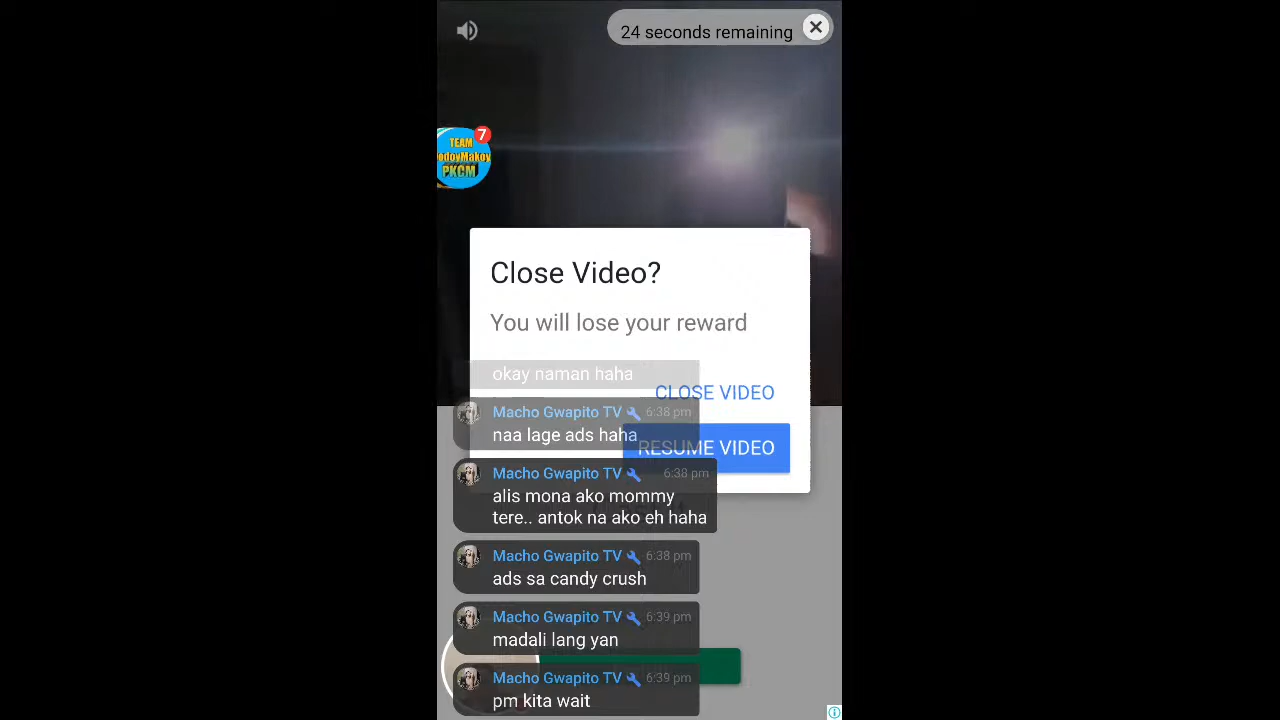 24 seconds remaining
TEAM
7
odoyMakoy
PKCM
Close Video?
You will lose your reward
okay naman haha
CLOSE VIDEO
Macho Gwapito TV 6:38 pm
naa lage ads haha
RESUME VIDEO
Macho Gwapito TV 6:38 pm
alis mona ako mommy
tere.. antok na ako eh haha
Macho Gwapito TV 6:38 pm
ads sa candy crush
Macho Gwapito TV 6:39 pm
madali lang yan
Macho Gwapito TV 6:39 pm
pm kita wait